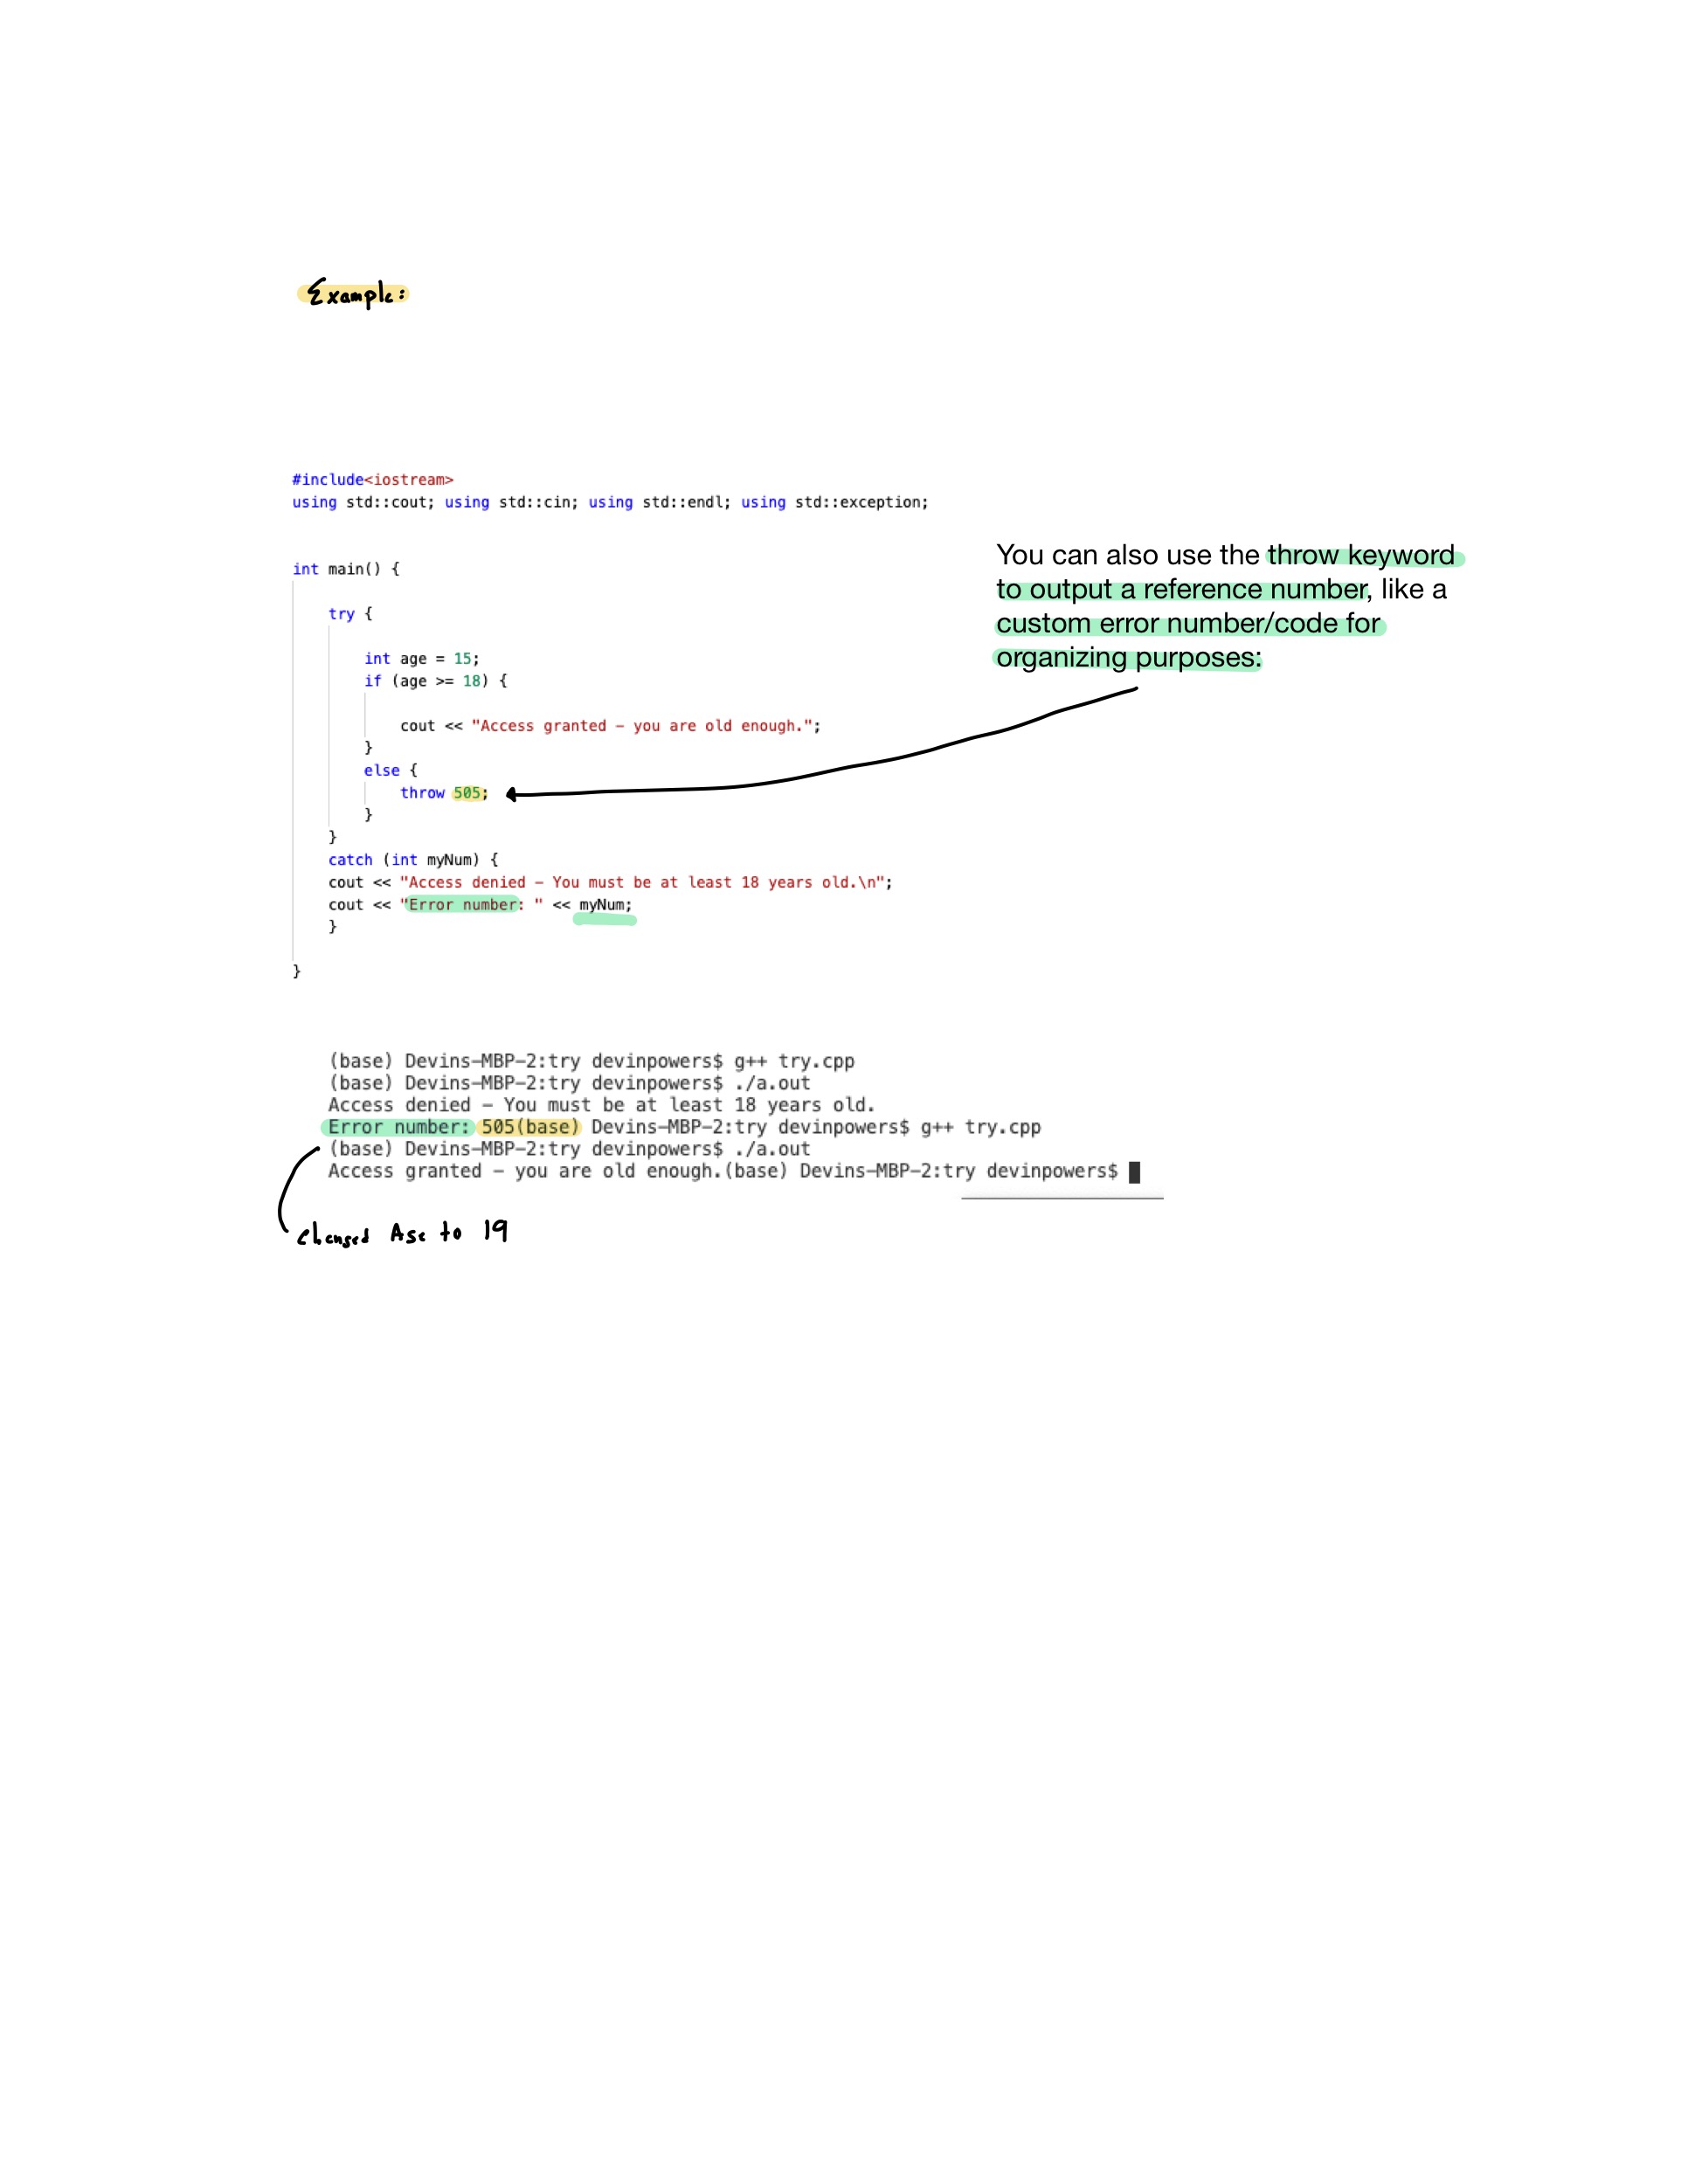 Example:
#include<iostream>
using std::cout; using std::cin; using std::endl; using std::exception;
int main() {
try {
int age = 15;
if (age >= 18) {
cout << "Access granted – you are old enough.";
}
else {
throw 505;
}
}
catch (int myNum) {
cout << "Access denied – You must be at least 18 years old.\n";
cout << "Error number: " << myNum;
}
}
You can also use the throw keyword
to output a reference number, like a
custom error number/code for
organizing purposes:
(base) Devins-MBP-2:try devinpowers$ g++ try.cpp
(base) Devins-MBP-2:try devinpowers$ ./a.out
Access denied – You must be at least 18 years old.
Error number: 505(base) Devins-MBP-2:try devinpowers$ g++ try.cpp
(base) Devins-MBP-2:try devinpowers$ ./a.out
Access granted – you are old enough.(base) Devins-MBP-2:try devinpowers$
Changed Age to 19